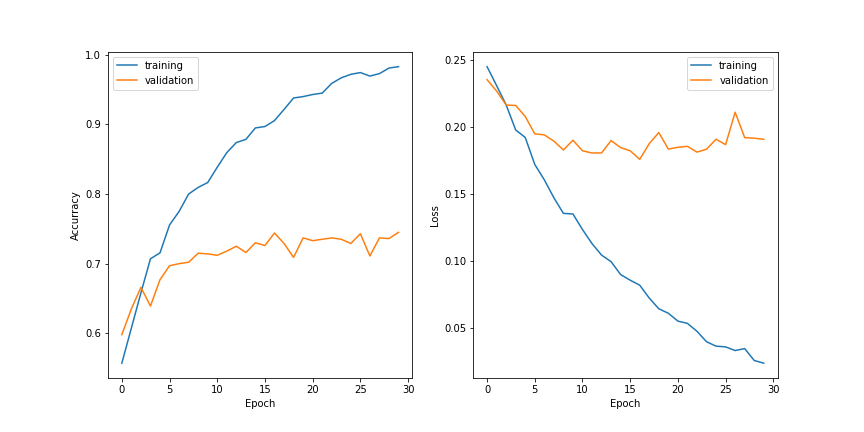 training
validation
1.0
0.9
0.8
0.7
0.6
Accurracy
0 5 10 15 20 25 30
Epoch
training
validation
0.25
0.20
0.15
0.10
0.05
Loss
0 5 10 15 20 25 30
Epoch